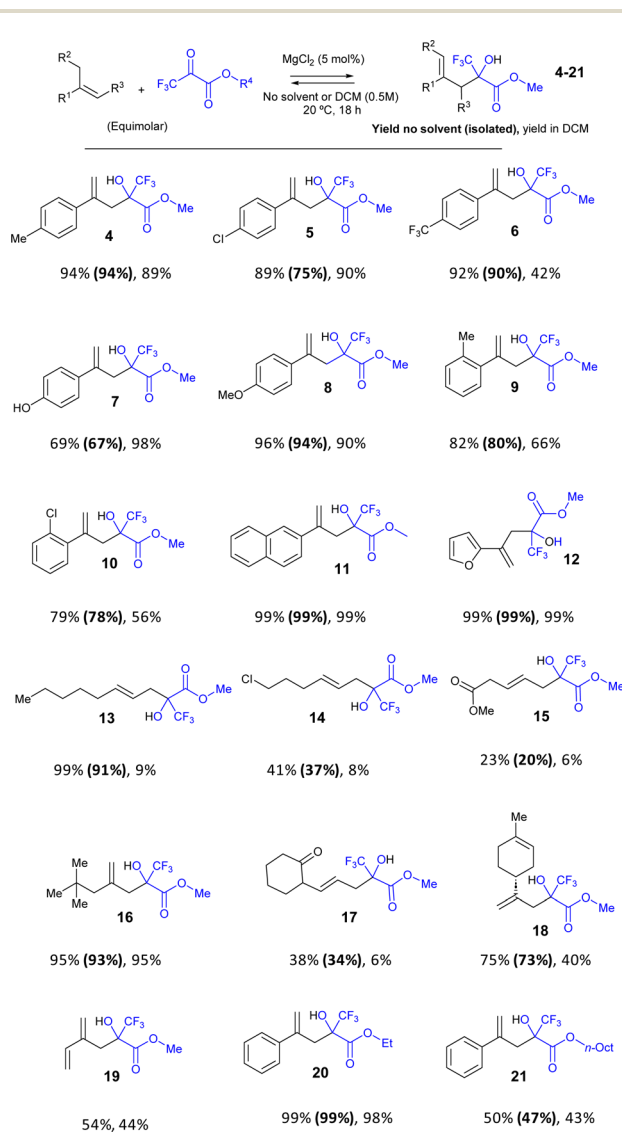 R2
R1
R3
+
F3C
O
O
O
R4
(Equimolar)
MgCl2 (5 mol%)
No solvent or DCM (0.5M)
20 ºC, 18 h
R2
R1
R3
F3C
OH
O
Me
O
4-21
Yield no solvent (isolated), yield in DCM
Me
HO
CF3
O
Me
O
4
94% (94%), 89%
Cl
HO
CF3
O
Me
O
5
89% (75%), 90%
F3C
HO
CF3
O
Me
O
6
92% (90%), 42%
HO
HO
CF3
O
Me
O
7
69% (67%), 98%
MeO
HO
CF3
O
Me
O
8
96% (94%), 90%
Me
HO
CF3
O
Me
O
9
82% (80%), 66%
Cl
HO
CF3
O
Me
O
10
79% (78%), 56%
HO
CF3
O
O
11
99% (99%), 99%
O
O
O
Me
OH
CF3
12
99% (99%), 99%
Me
O
O
Me
HO
CF3
13
99% (91%), 9%
Cl
O
O
Me
HO
CF3
14
41% (37%), 8%
O
O
Me
HO
CF3
O
Me
O
15
23% (20%), 6%
Me
Me
Me
HO
CF3
O
Me
O
16
95% (93%), 95%
O
F3C
OH
O
Me
O
17
38% (34%), 6%
Me
HO
CF3
O
Me
O
18
75% (73%), 40%
HO
CF3
O
Me
O
19
54%, 44%
HO
CF3
O
Et
O
20
99% (99%), 98%
HO
CF3
O
n-Oct
O
21
50% (47%), 43%